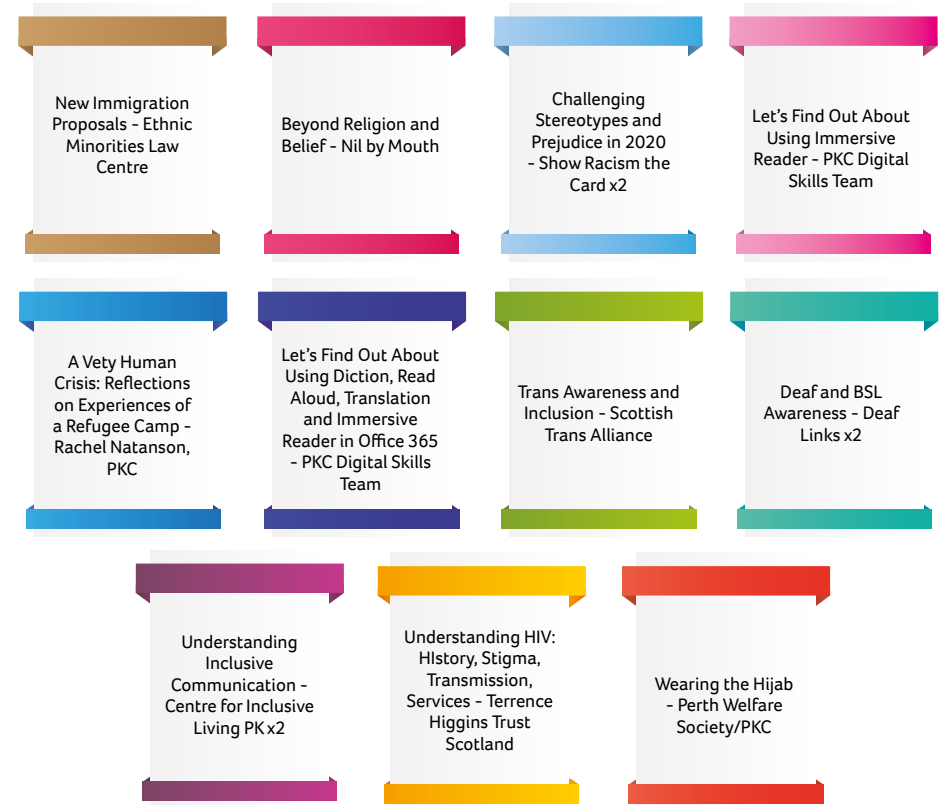 New Immigration
Proposals - Ethnic
Minorities Law
Centre
Beyond Religion and
Belief - Nil by Mouth
Challenging
Stereotypes and
Prejudice in 2020
- Show Racism the
Card x2
Let's Find Out About
Using Immersive
Reader - PKC Digital
Skills Team
A Vety Human
Crisis: Reflections
on Experiences of
a Refugee Camp -
Rachel Natanson,
PKC
Let's Find Out About
Using Diction, Read
Aloud, Translation
and Immersive
Reader in Office 365
- PKC Digital Skills
Team
Trans Awareness and
Inclusion - Scottish
Trans Alliance
Deaf and BSL
Awareness - Deaf
Links x2
Understanding
Inclusive
Communication -
Centre for Inclusive
Living PK x2
Understanding HIV:
HIstory, Stigma,
Transmission,
Services - Terrence
Higgins Trust
Scotland
Wearing the Hijab
- Perth Welfare
Society/PKC